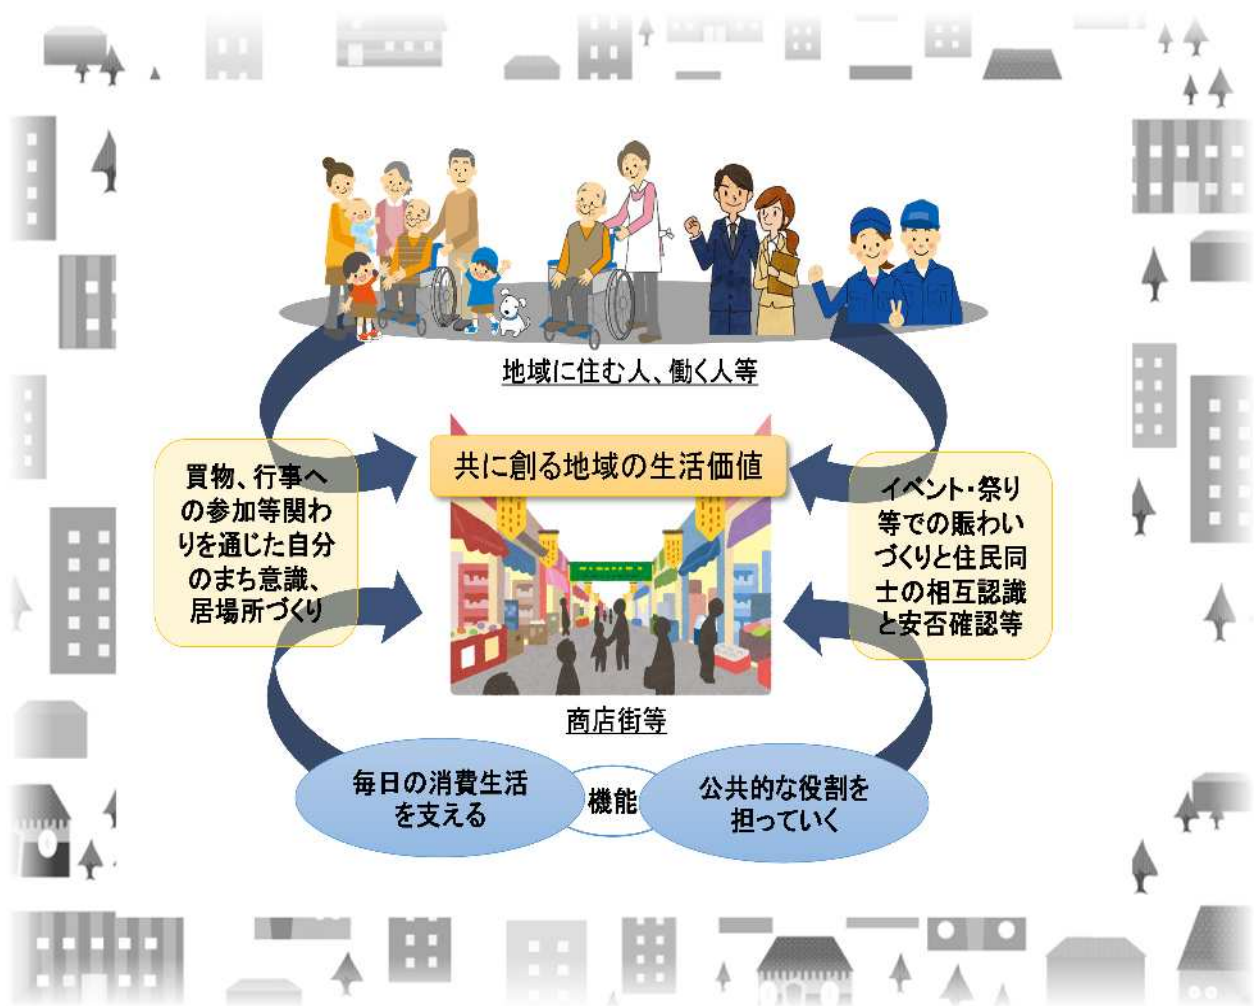 地域に住む人、働く人等
共に創る地域の生活価値
買物、行事へ
の参加等関わ
りを通じた自分
のまち意識、
居場所づくり
イベント・祭り
等での賑わい
づくりと住民同
士の相互認識
と安否確認等
商店街等
毎日の消費生活
を支える
機能
公共的な役割を
担っていく